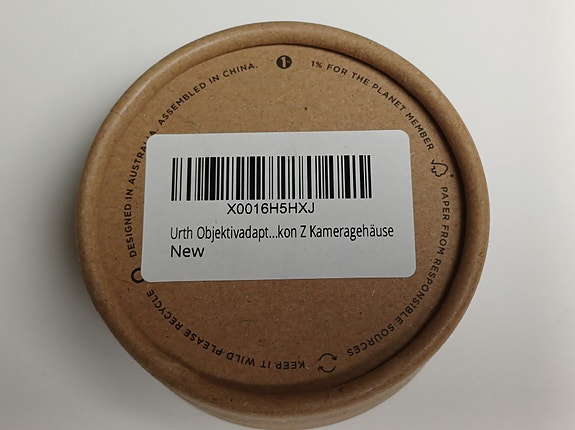 DESIGNED IN AUSTRALIA. ASSEMBLED IN CHINA.
1
1% FOR THE PLANET MEMBER
PAPER FROM RESPONSIBLE SOURCES
KEEP IT WILD PLEASE RECYCLE
X0016H5HXJ
Urth Objektivadapt...kon Z Kameragehäuse
New